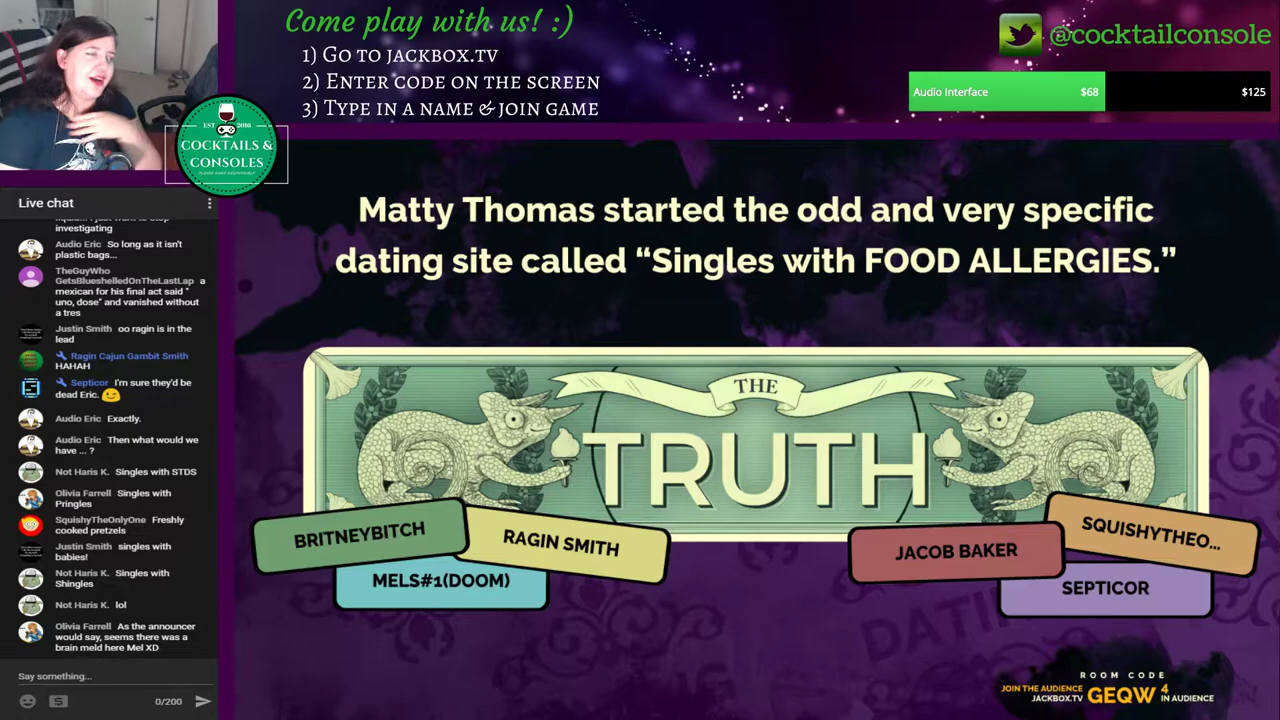 Come play with us! :)
1) Go to jackbox.tv
2) Enter code on the screen
3) Type in a name & join game
@cocktailconsole
Audio Interface $68 $125
EST 2016
COCKTAILS &
CONSOLES
Live chat
investigating
Audio Eric So long as it isn't
plastic bags...
TheGuyWho
GetsBlueshelledOnTheLastLap a
mexican for his final act said "
uno, dose" and vanished without
a tres
Justin Smith oo ragin is in the
lead
Ragin Cajun Gambit Smith
HAHAH
Septicor I'm sure they'd be
dead Eric.
Audio Eric Exactly.
Audio Eric Then what would we
have ... ?
Not Haris K. Singles with STDS
Olivia Farrell Singles with
Pringles
SquishyTheOnlyOne Freshly
cooked pretzels
Justin Smith singles with
babies!
Not Haris K. Singles with
Shingles
Not Haris K. lol
Olivia Farrell As the announcer
would say, seems there was a
brain meld here Mel XD
Say something...
0/200
Matty Thomas started the odd and very specific
dating site called “Singles with FOOD ALLERGIES.”
THE
TRUTH
BRITNEYBITCH
RAGIN SMITH
MELS#1(DOOM)
JACOB BAKER
SQUISHYTHEO...
SEPTICOR
DATIN
ROOM CODE
JOIN THE AUDIENCE
JACKBOX.TV
GEQW
4
IN AUDIENCE